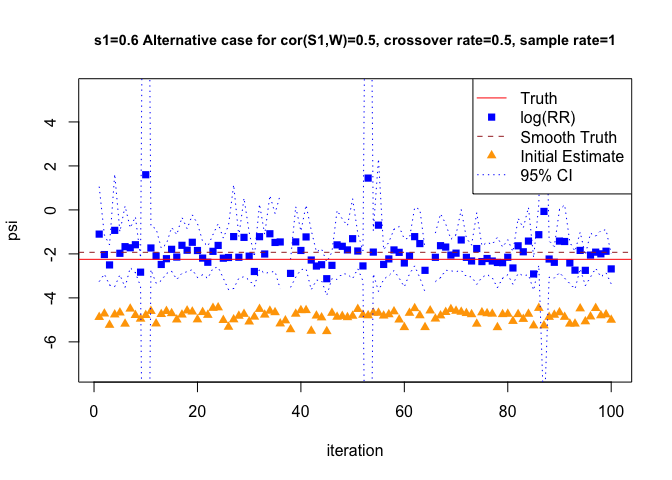 s1=0.6 Alternative case for cor(S1,W)=0.5, crossover rate=0.5, sample rate=1
Truth
log(RR)
Smooth Truth
Initial Estimate
95% CI
psi
4
2
0
-2
-4
-6
0 20 40 60 80 100
iteration